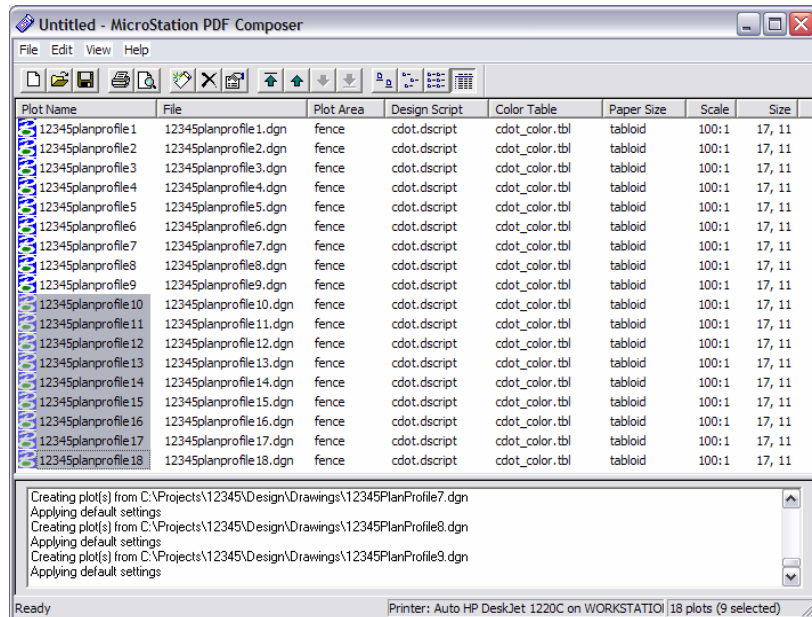 Untitled - MicroStation PDF Composer
File Edit View Help
Plot Name File Plot Area Design Script Color Table Paper Size Scale Size
12345planprofile1 12345planprofile1.dgn fence cdot.dscript cdot_color.tbl tabloid 100:1 17, 11
12345planprofile2 12345planprofile2.dgn fence cdot.dscript cdot_color.tbl tabloid 100:1 17, 11
12345planprofile3 12345planprofile3.dgn fence cdot.dscript cdot_color.tbl tabloid 100:1 17, 11
12345planprofile4 12345planprofile4.dgn fence cdot.dscript cdot_color.tbl tabloid 100:1 17, 11
12345planprofile5 12345planprofile5.dgn fence cdot.dscript cdot_color.tbl tabloid 100:1 17, 11
12345planprofile6 12345planprofile6.dgn fence cdot.dscript cdot_color.tbl tabloid 100:1 17, 11
12345planprofile7 12345planprofile7.dgn fence cdot.dscript cdot_color.tbl tabloid 100:1 17, 11
12345planprofile8 12345planprofile8.dgn fence cdot.dscript cdot_color.tbl tabloid 100:1 17, 11
12345planprofile9 12345planprofile9.dgn fence cdot.dscript cdot_color.tbl tabloid 100:1 17, 11
12345planprofile10 12345planprofile10.dgn fence cdot.dscript cdot_color.tbl tabloid 100:1 17, 11
12345planprofile11 12345planprofile11.dgn fence cdot.dscript cdot_color.tbl tabloid 100:1 17, 11
12345planprofile12 12345planprofile12.dgn fence cdot.dscript cdot_color.tbl tabloid 100:1 17, 11
12345planprofile13 12345planprofile13.dgn fence cdot.dscript cdot_color.tbl tabloid 100:1 17, 11
12345planprofile14 12345planprofile14.dgn fence cdot.dscript cdot_color.tbl tabloid 100:1 17, 11
12345planprofile15 12345planprofile15.dgn fence cdot.dscript cdot_color.tbl tabloid 100:1 17, 11
12345planprofile16 12345planprofile16.dgn fence cdot.dscript cdot_color.tbl tabloid 100:1 17, 11
12345planprofile17 12345planprofile17.dgn fence cdot.dscript cdot_color.tbl tabloid 100:1 17, 11
12345planprofile18 12345planprofile18.dgn fence cdot.dscript cdot_color.tbl tabloid 100:1 17, 11
Creating plot(s) from C:\Projects\12345\Design\Drawings\12345PlanProfile7.dgn
Applying default settings
Creating plot(s) from C:\Projects\12345\Design\Drawings\12345PlanProfile8.dgn
Applying default settings
Creating plot(s) from C:\Projects\12345\Design\Drawings\12345PlanProfile9.dgn
Applying default settings
Ready Printer: Auto HP DeskJet 1220C on WORKSTATIO 18 plots (9 selected)